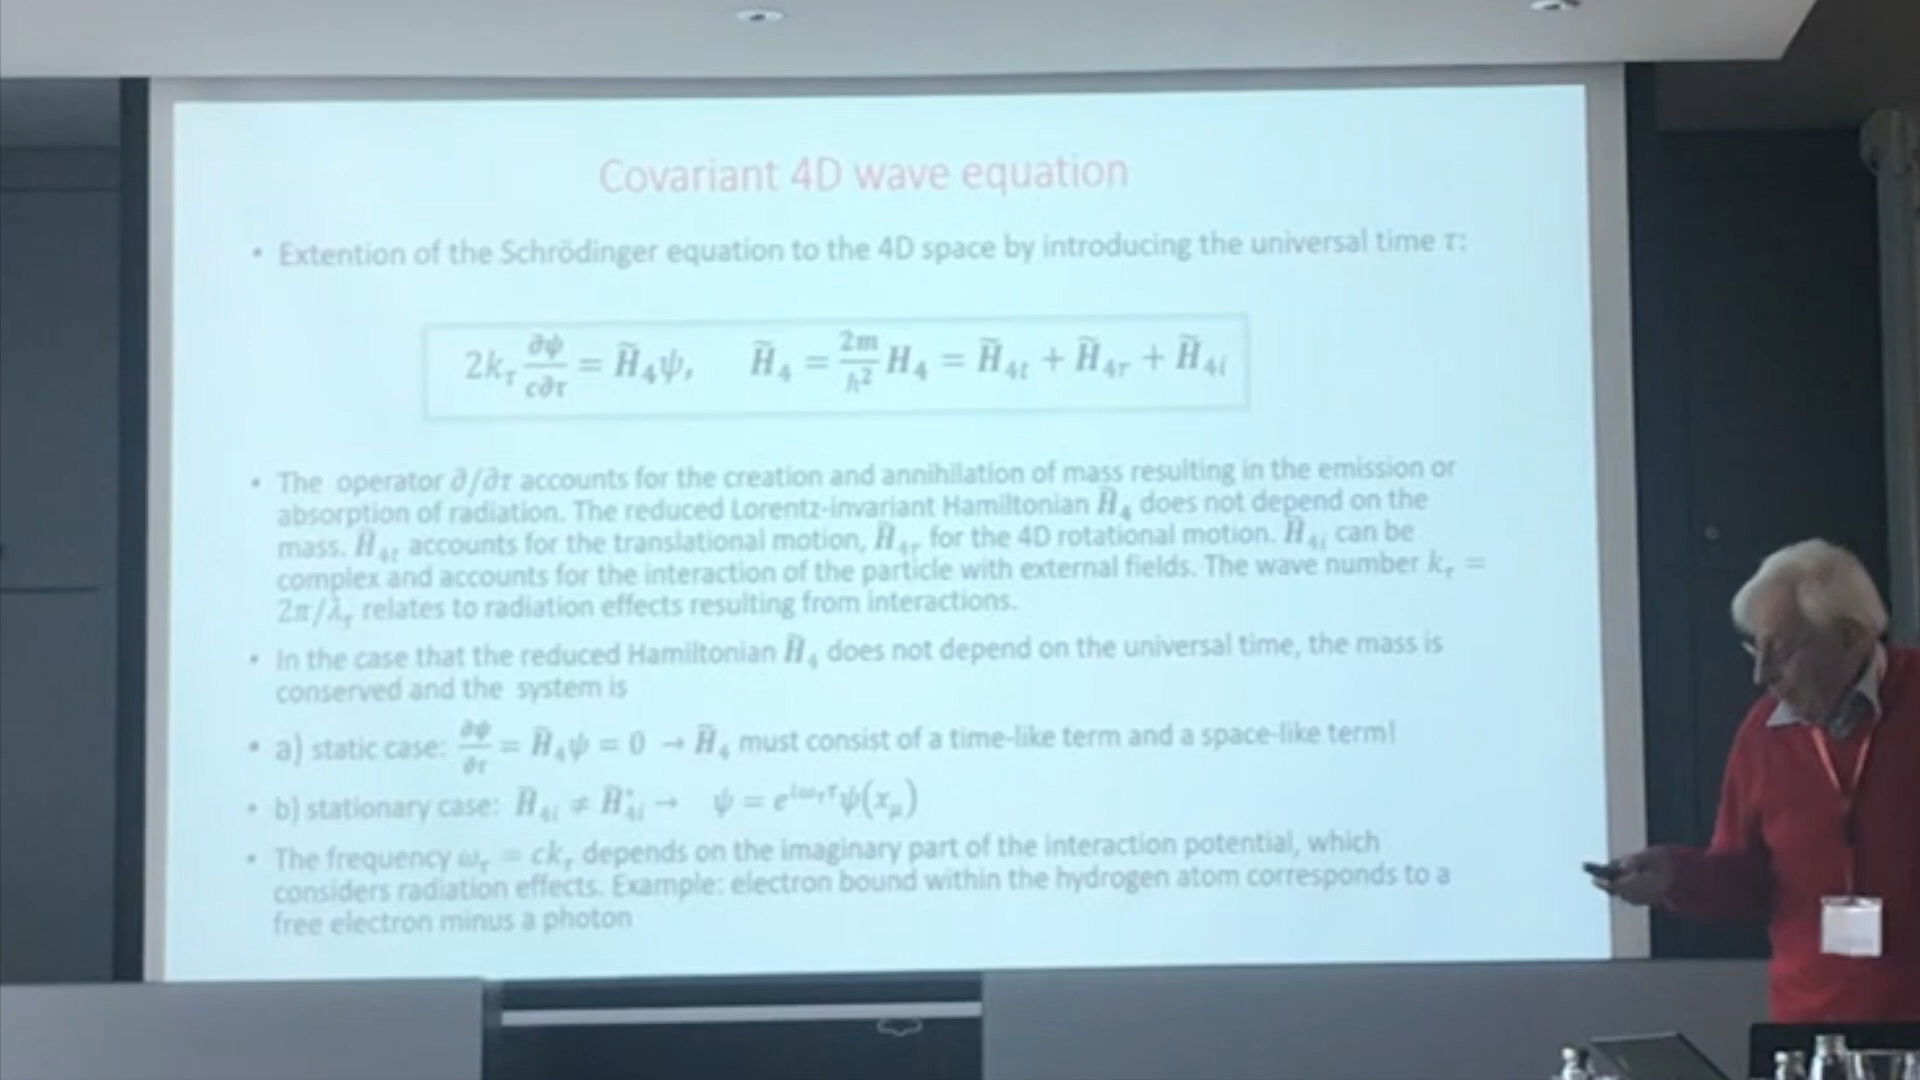 Covariant 4D wave equation
• Extention of the Schrödinger equation to the 4D space by introducing the universal time τ:
2k_τ ∂ψ/c∂τ = H̃₄ψ, H̃₄ = 2m/ħ² H₄ = H̃₄ₜ + H̃₄ᵣ + H̃₄ᵢ
• The operator ∂/∂τ accounts for the creation and annihilation of mass resulting in the emission or
absorption of radiation. The reduced Lorentz-invariant Hamiltonian H̃₄ does not depend on the
mass. H̃₄ₜ accounts for the translational motion, H̃₄ᵣ for the 4D rotational motion. H̃₄ᵢ can be
complex and accounts for the interaction of the particle with external fields. The wave number k_τ =
2π/λ_τ relates to radiation effects resulting from interactions.
• In the case that the reduced Hamiltonian H̃₄ does not depend on the universal time, the mass is
conserved and the system is
• a) static case: ∂ψ/∂τ = H̃₄ψ = 0 → H̃₄ must consist of a time-like term and a space-like term!
• b) stationary case: H̃₄ᵢ ≠ H̃*₄ᵢ → ψ = e^{iω_τ τ}ψ(x_μ)
• The frequency ω_τ = ck_τ depends on the imaginary part of the interaction potential, which
considers radiation effects. Example: electron bound within the hydrogen atom corresponds to a
free electron minus a photon